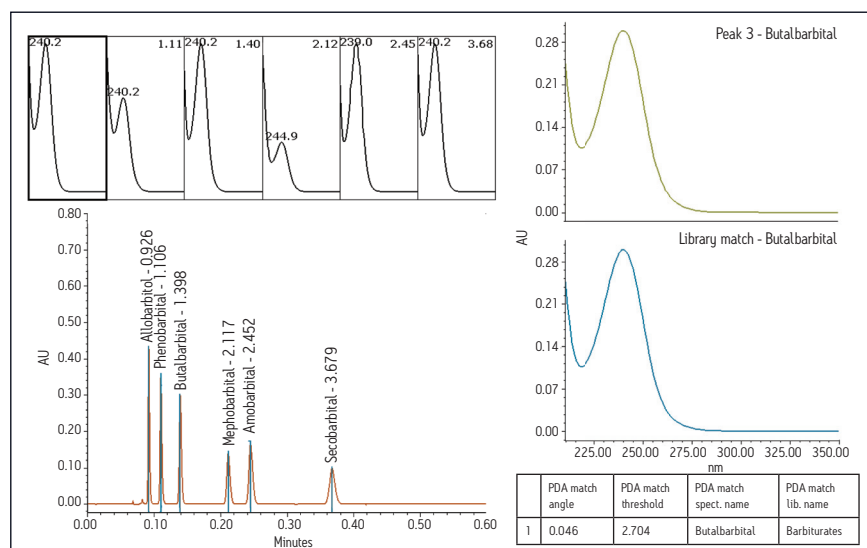 240.2 1.11 240.2 1.40 2.12 239.0 2.45 240.2 3.68
240.2
244.9
0.80
0.70
0.60
0.50
0.40
0.30
0.20
0.10
0.00
AU
Allobarbitol - 0.926
Phenobarbital - 1.106
Butalbarbital - 1.398
Mephobarbital - 2.117
Amobarbital - 2.452
Secobarbital - 3.679
0.00 0.10 0.20 0.30 0.40 0.50 0.60
Minutes
Peak 3 - Butalbarbital
0.28
0.21
0.14
0.07
0.00
AU
Library match - Butalbarbital
0.28
0.21
0.14
0.07
0.00
225.00 250.00 275.00 300.00 325.00 350.00
nm
PDA match angle PDA match threshold PDA match spect. name PDA match lib. name
1 0.046 2.704 Butalbarbital Barbiturates